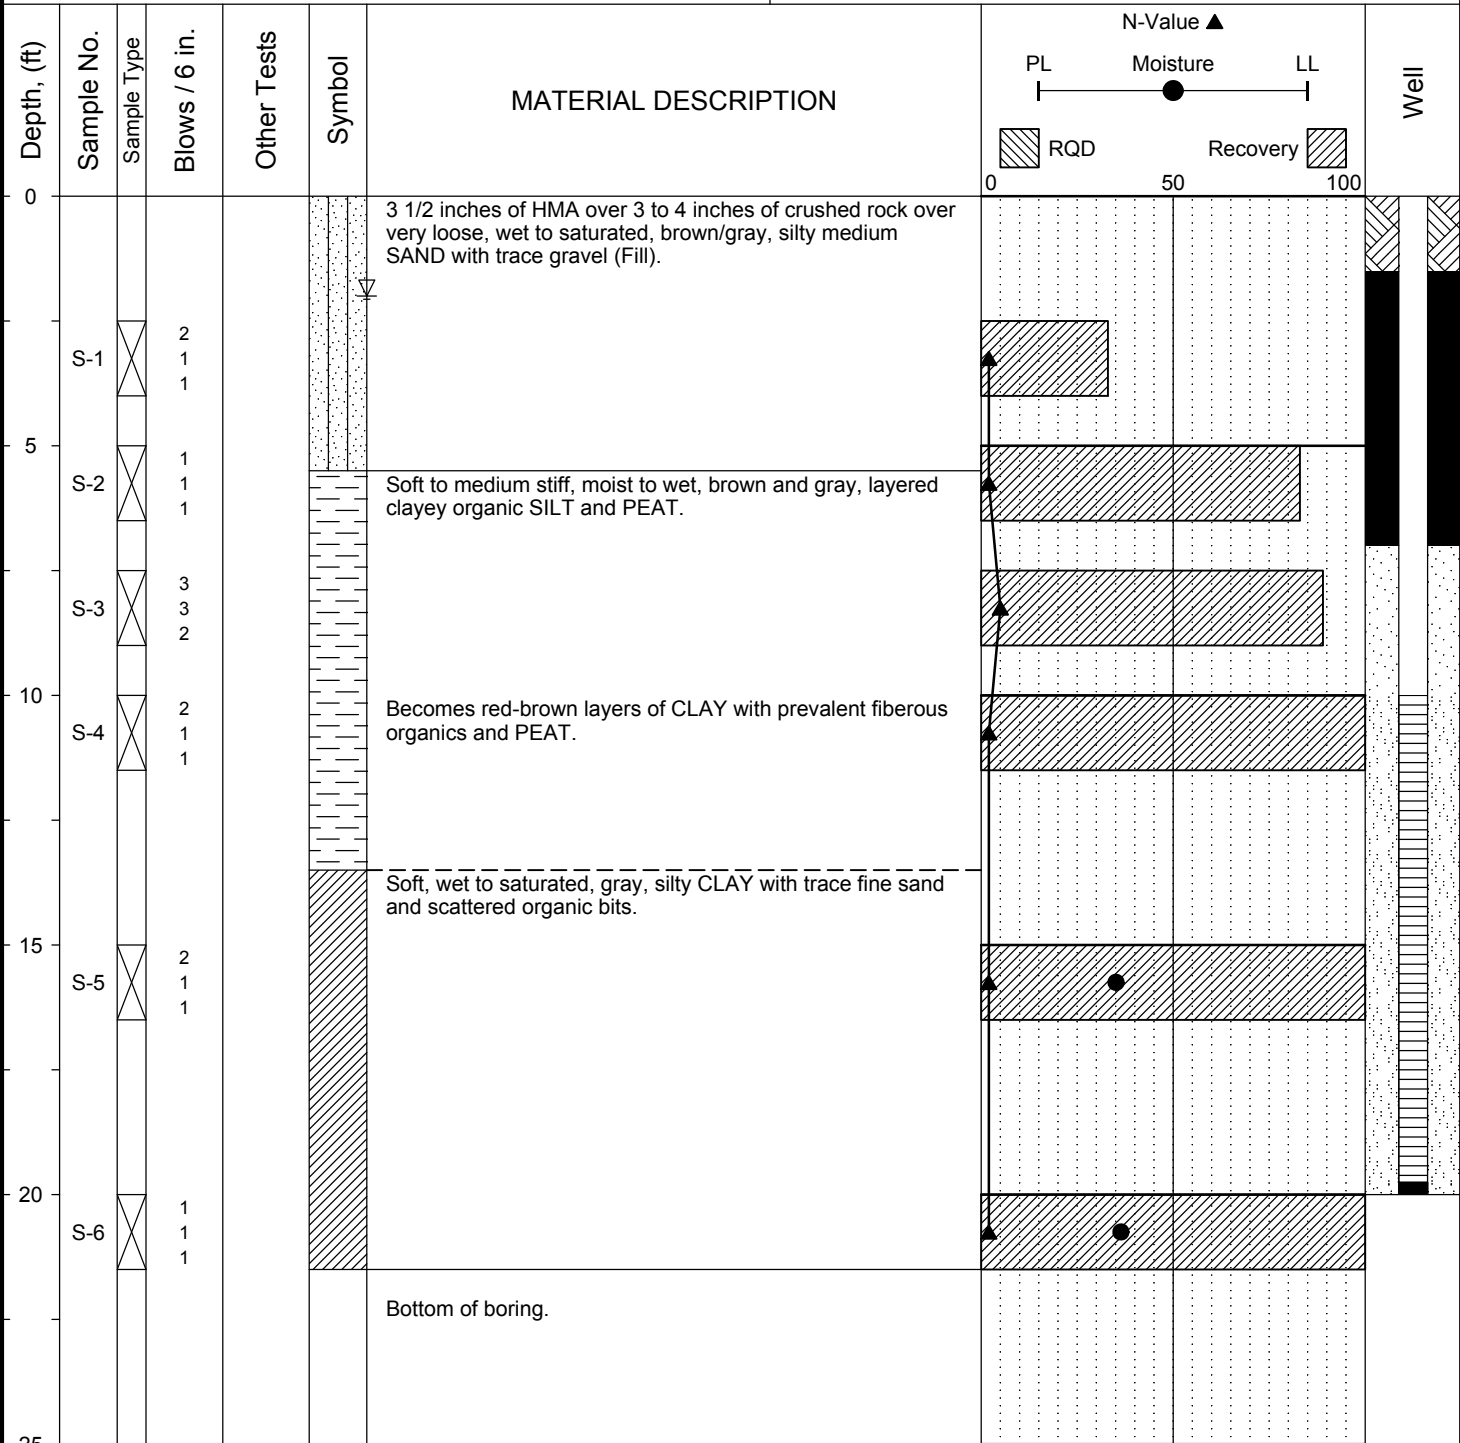 Depth, (ft)
Sample No.
Sample Type
Blows / 6 in.
Other Tests
Symbol
MATERIAL DESCRIPTION
N-Value
PL Moisture LL
RQD Recovery
0 50 100
Well
0
3 1/2 inches of HMA over 3 to 4 inches of crushed rock over
very loose, wet to saturated, brown/gray, silty medium
SAND with trace gravel (Fill).
S-1
2
1
1
5
S-2
1
1
1
Soft to medium stiff, moist to wet, brown and gray, layered
clayey organic SILT and PEAT.
S-3
3
3
2
10
S-4
2
1
1
Becomes red-brown layers of CLAY with prevalent fiberous
organics and PEAT.
Soft, wet to saturated, gray, silty CLAY with trace fine sand
and scattered organic bits.
15
S-5
2
1
1
20
S-6
1
1
1
Bottom of boring.
25